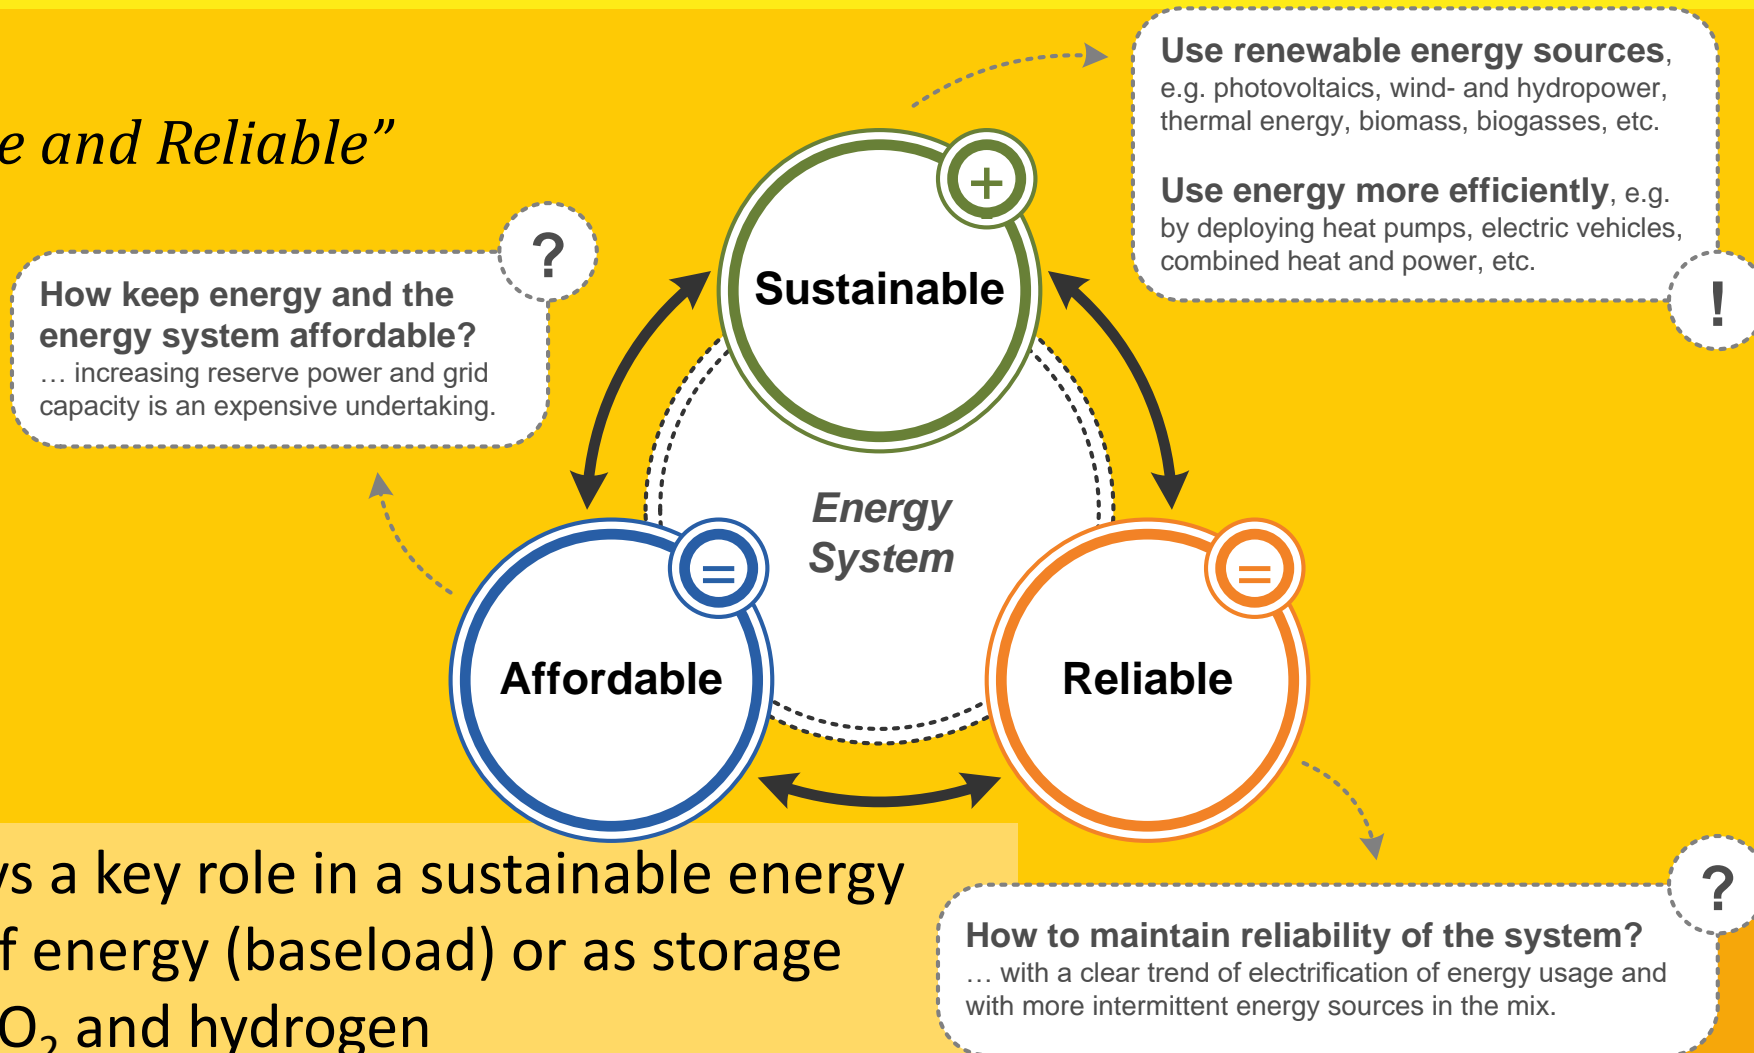 e and Reliable”
Use renewable energy sources,
e.g. photovoltaics, wind- and hydropower,
thermal energy, biomass, biogasses, etc.
Use energy more efficiently, e.g.
by deploying heat pumps, electric vehicles,
combined heat and power, etc.
!
+
Sustainable
?
How keep energy and the
energy system affordable?
… increasing reserve power and grid
capacity is an expensive undertaking.
Energy
System
=
Affordable
=
Reliable
ys a key role in a sustainable energy
f energy (baseload) or as storage
O₂ and hydrogen
?
How to maintain reliability of the system?
… with a clear trend of electrification of energy usage and
with more intermittent energy sources in the mix.